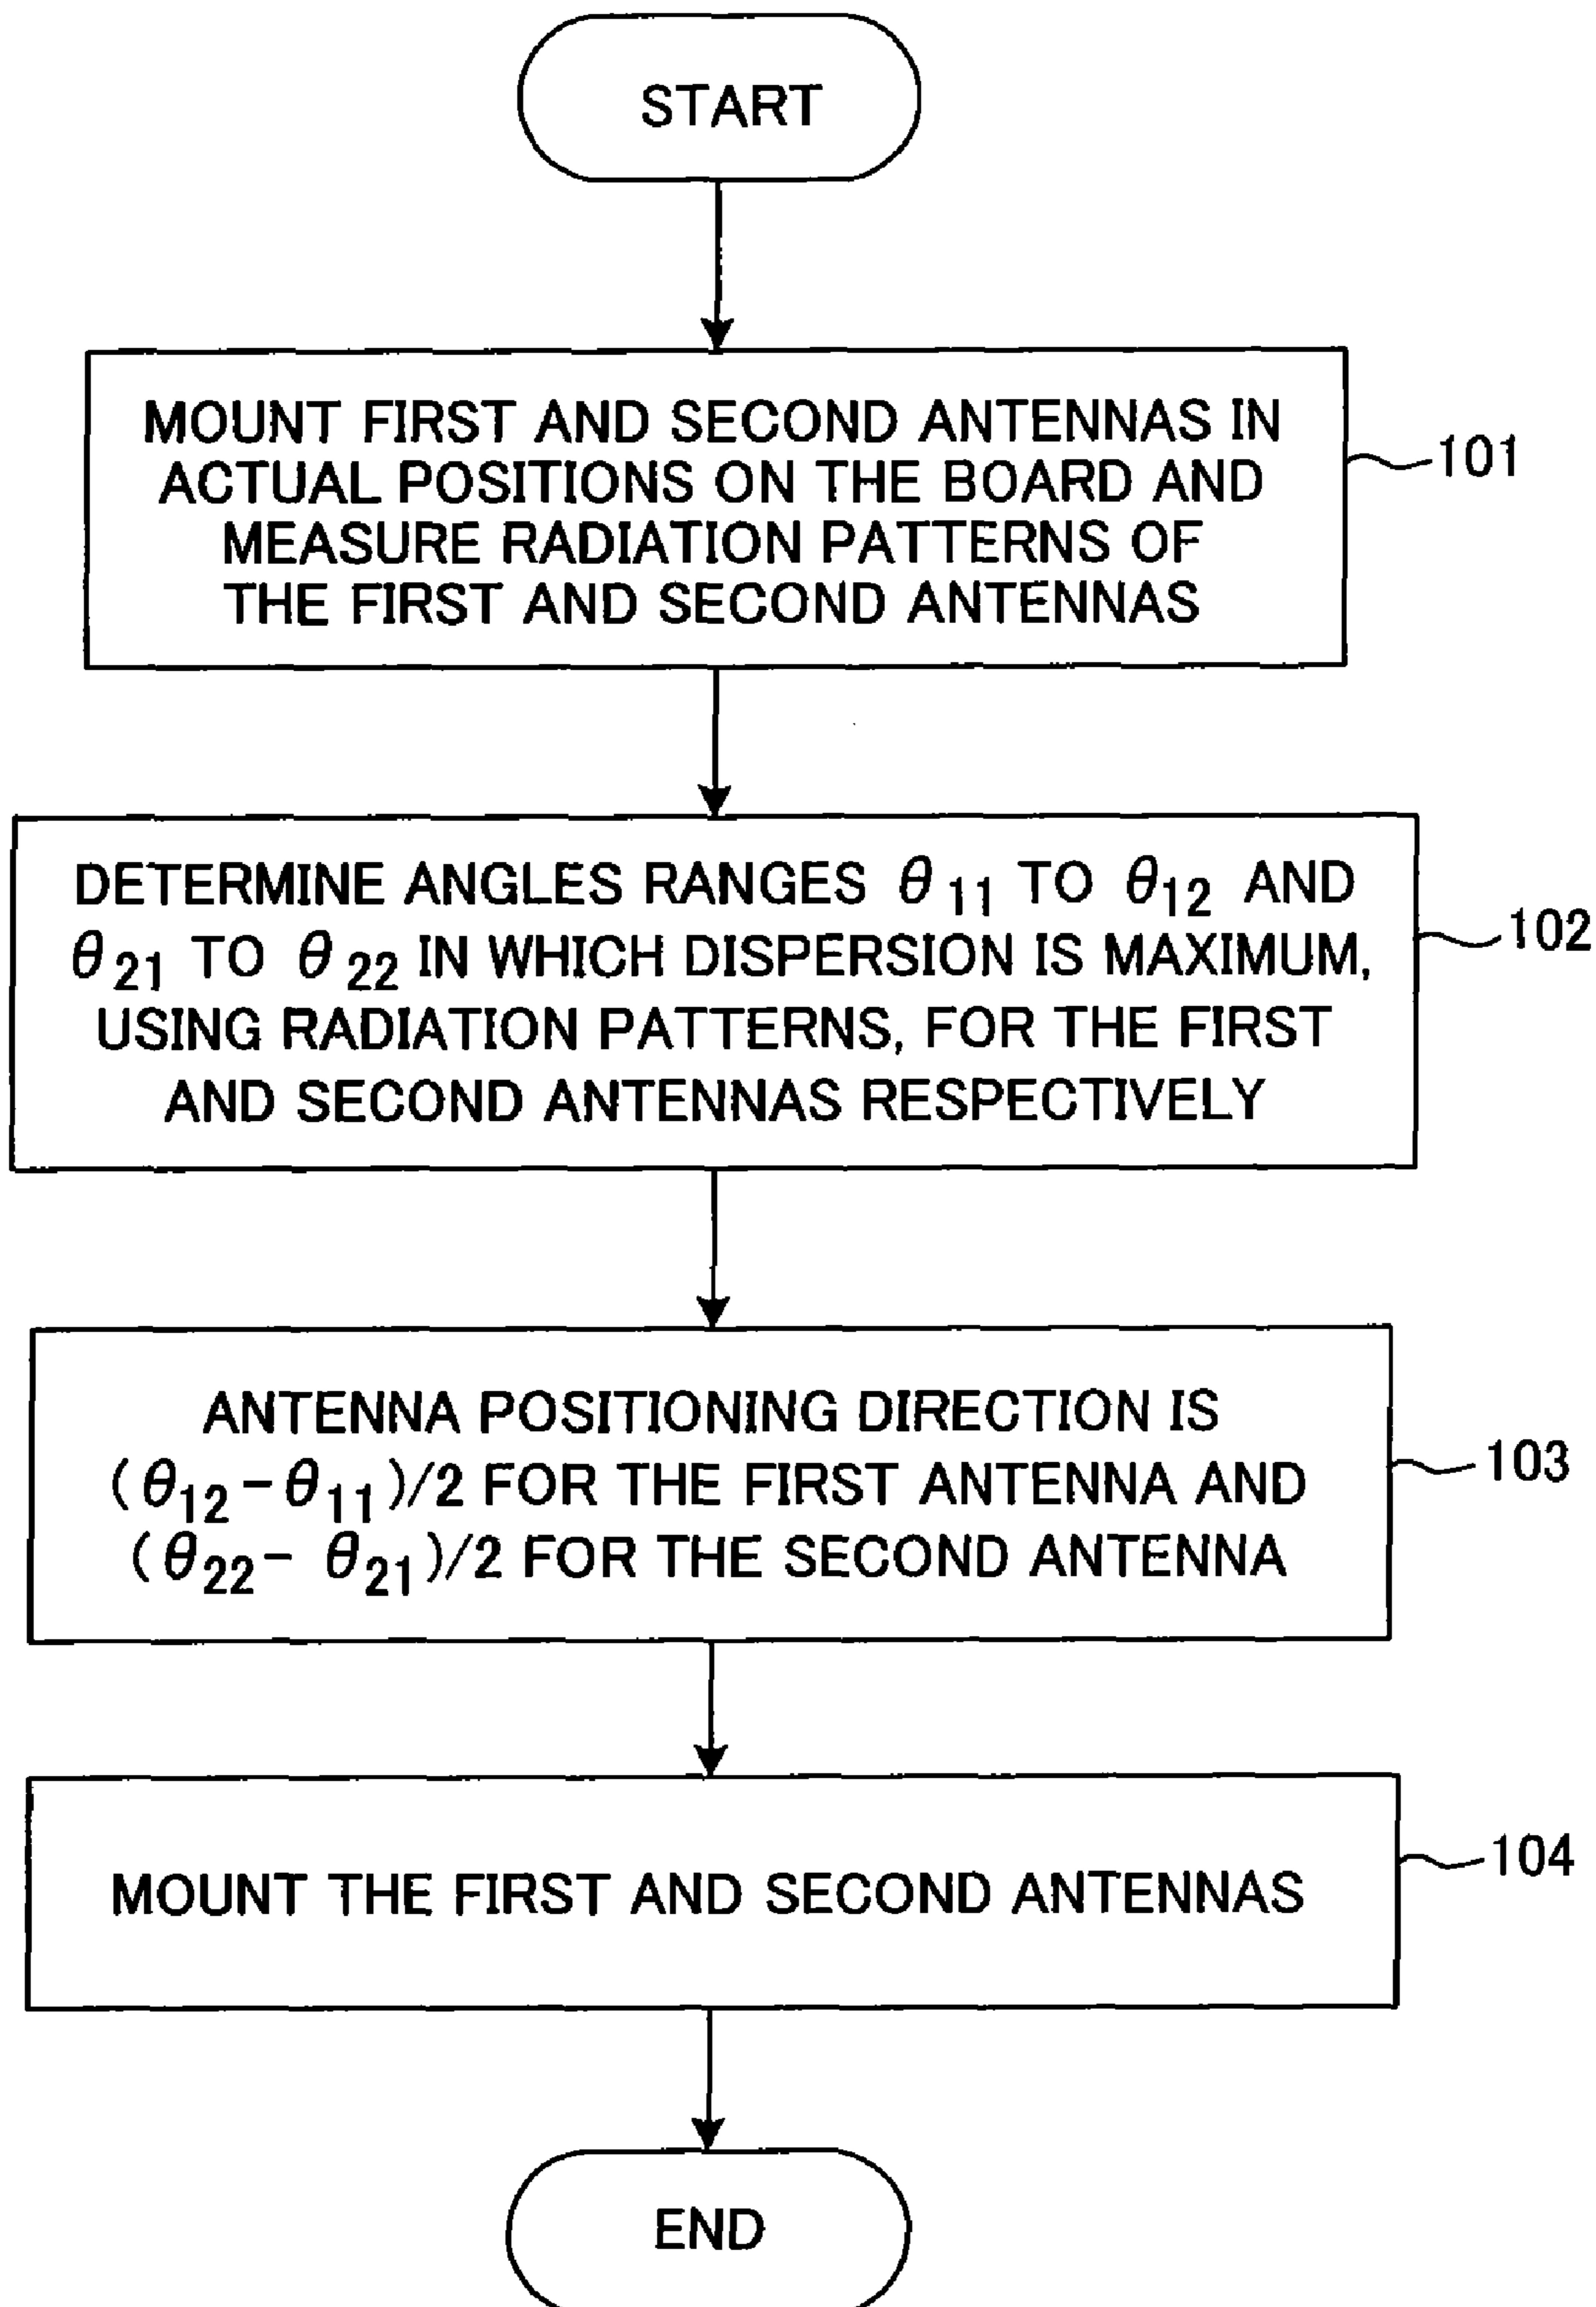 START
MOUNT FIRST AND SECOND ANTENNAS IN
ACTUAL POSITIONS ON THE BOARD AND
MEASURE RADIATION PATTERNS OF
THE FIRST AND SECOND ANTENNAS
101
DETERMINE ANGLES RANGES θ11 TO θ12 AND
θ21 TO θ22 IN WHICH DISPERSION IS MAXIMUM,
USING RADIATION PATTERNS, FOR THE FIRST
AND SECOND ANTENNAS RESPECTIVELY
102
ANTENNA POSITIONING DIRECTION IS
(θ12-θ11)/2 FOR THE FIRST ANTENNA AND
(θ22- θ21)/2 FOR THE SECOND ANTENNA
103
MOUNT THE FIRST AND SECOND ANTENNAS
104
END